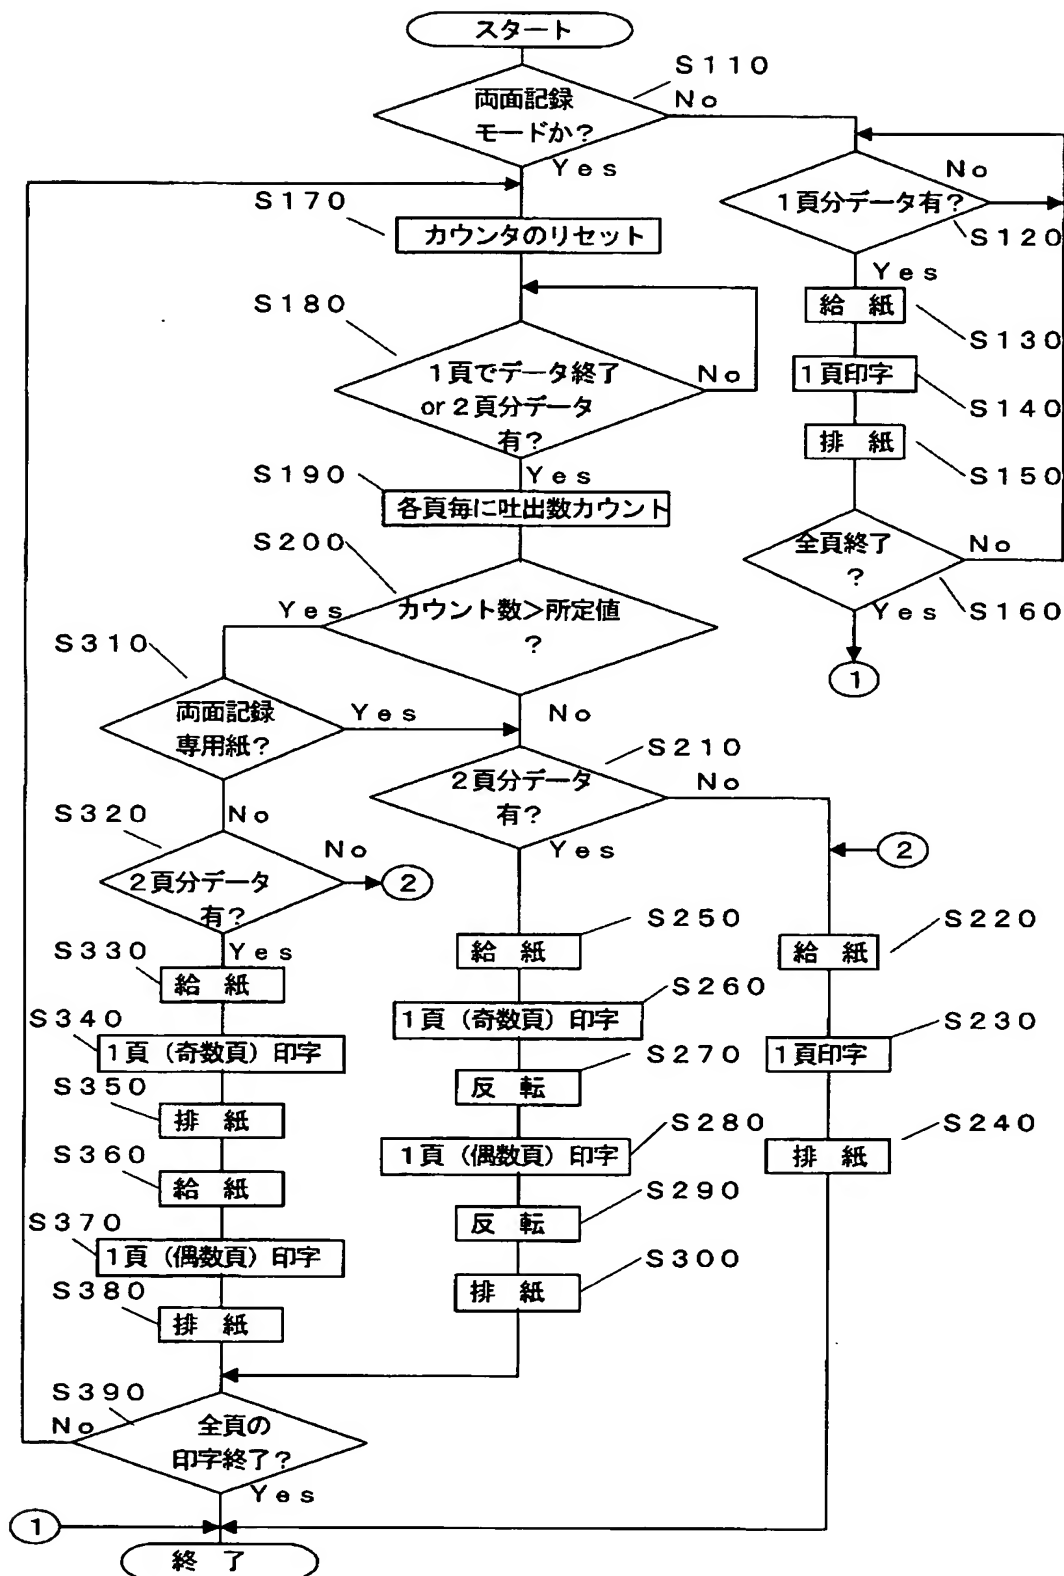 スタート
S110
両面記録
モードか?
No
Yes
S170
カウンタのリセット
No
1頁分データ有?
S120
Yes
S180
1頁でデータ終了
or 2頁分データ
有?
No
Yes
給 紙
S130
1頁印字
S140
排 紙
S150
S190
各頁毎に吐出数カウント
全頁終了
?
No
S160
Yes
1
S200
カウント数>所定値
?
Yes
No
S310
両面記録
専用紙?
Yes
No
S210
2頁分データ
有?
No
Yes
S320
2頁分データ
有?
No
2
Yes
2
S330
給 紙
S340
1頁(奇数頁)印字
S350
排 紙
S360
給 紙
S370
1頁(偶数頁)印字
S380
排 紙
S250
給 紙
S260
1頁(奇数頁)印字
S270
反 転
S280
1頁(偶数頁)印字
S290
反 転
S300
排 紙
S220
給 紙
S230
1頁印字
S240
排 紙
S390
No
全頁の
印字終了?
Yes
1
終 了